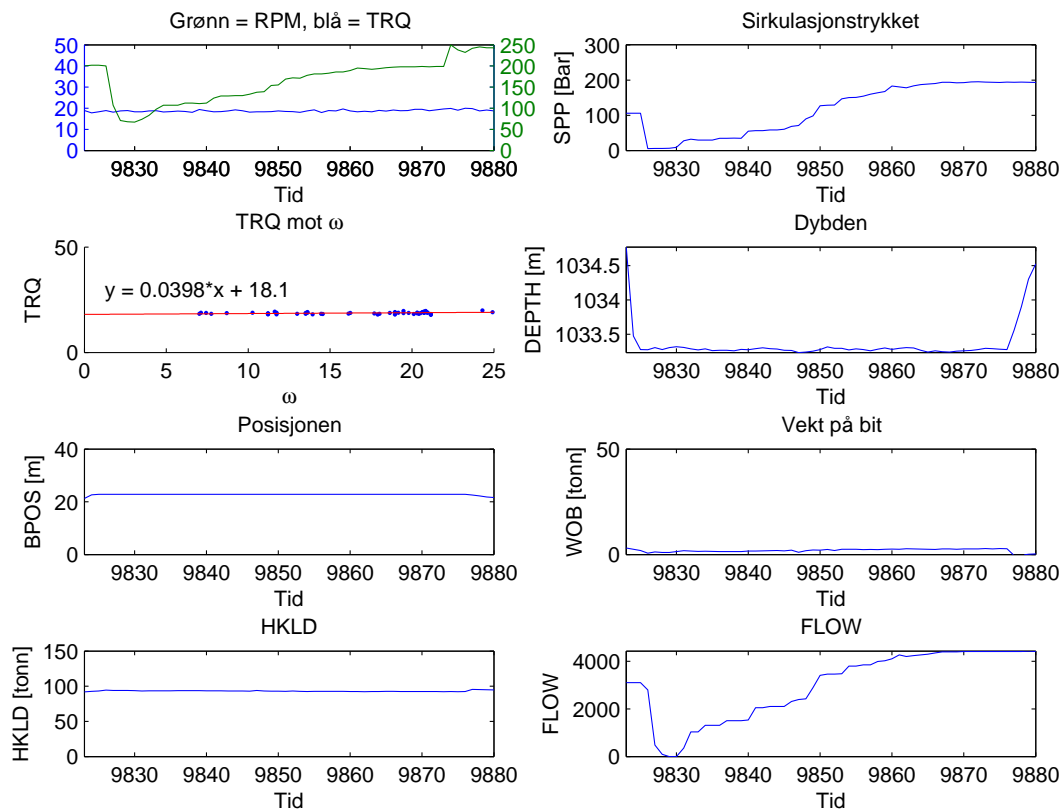 Grønn = RPM, blå = TRQ
50
40
30
20
10
0
250
200
150
100
50
0
9830 9840 9850 9860 9870 9880
Tid
Sirkulasjonstrykket
SPP [Bar]
300
200
100
0
9830 9840 9850 9860 9870 9880
Tid
TRQ mot ω
TRQ
50
0
y = 0.0398*x + 18.1
0 5 10 15 20 25
ω
Dybden
DEPTH [m]
1034.5
1034
1033.5
9830 9840 9850 9860 9870 9880
Tid
Posisjonen
BPOS [m]
40
20
0
9830 9840 9850 9860 9870 9880
Tid
Vekt på bit
WOB [tonn]
50
0
9830 9840 9850 9860 9870 9880
Tid
HKLD
HKLD [tonn]
150
100
50
0
9830 9840 9850 9860 9870 9880
Tid
FLOW
FLOW
4000
2000
0
9830 9840 9850 9860 9870 9880
Tid